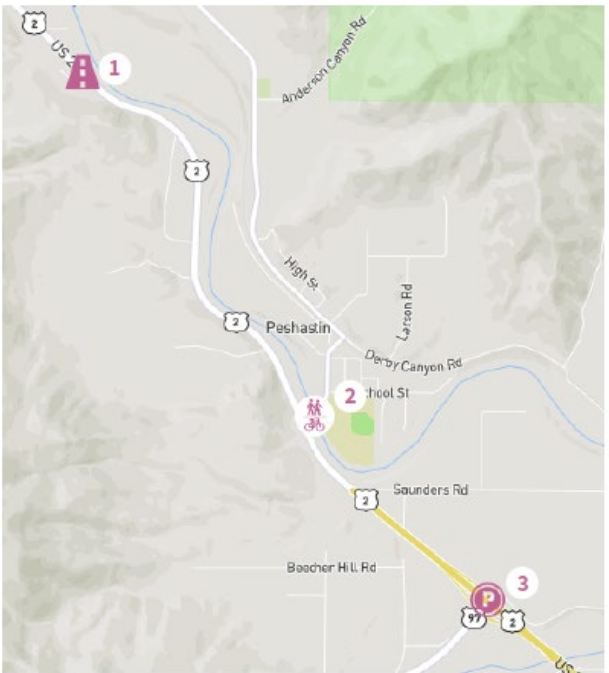 2
US 2
1
Anderson Canyon Rd
2
High St
Larson Rd
2
Peshastin
Derby Canyon Rd
2
chool St
2
Saunders Rd
Beecher Hill Rd
3
P
97
2
US